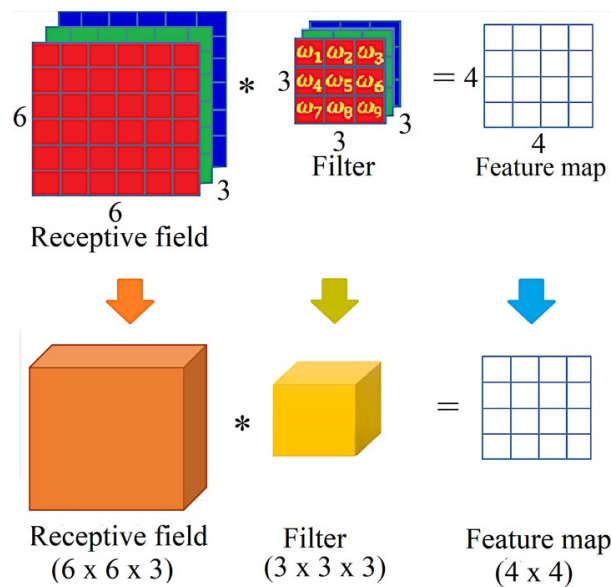 6
6
3
Receptive field
*
ω1 ω2 ω3
ω4 ω5 ω6
ω7 ω8 ω9
3
3
3
Filter
= 4
4
Feature map
*
=
Receptive field
(6 x 6 x 3)
Filter
(3 x 3 x 3)
Feature map
(4 x 4)